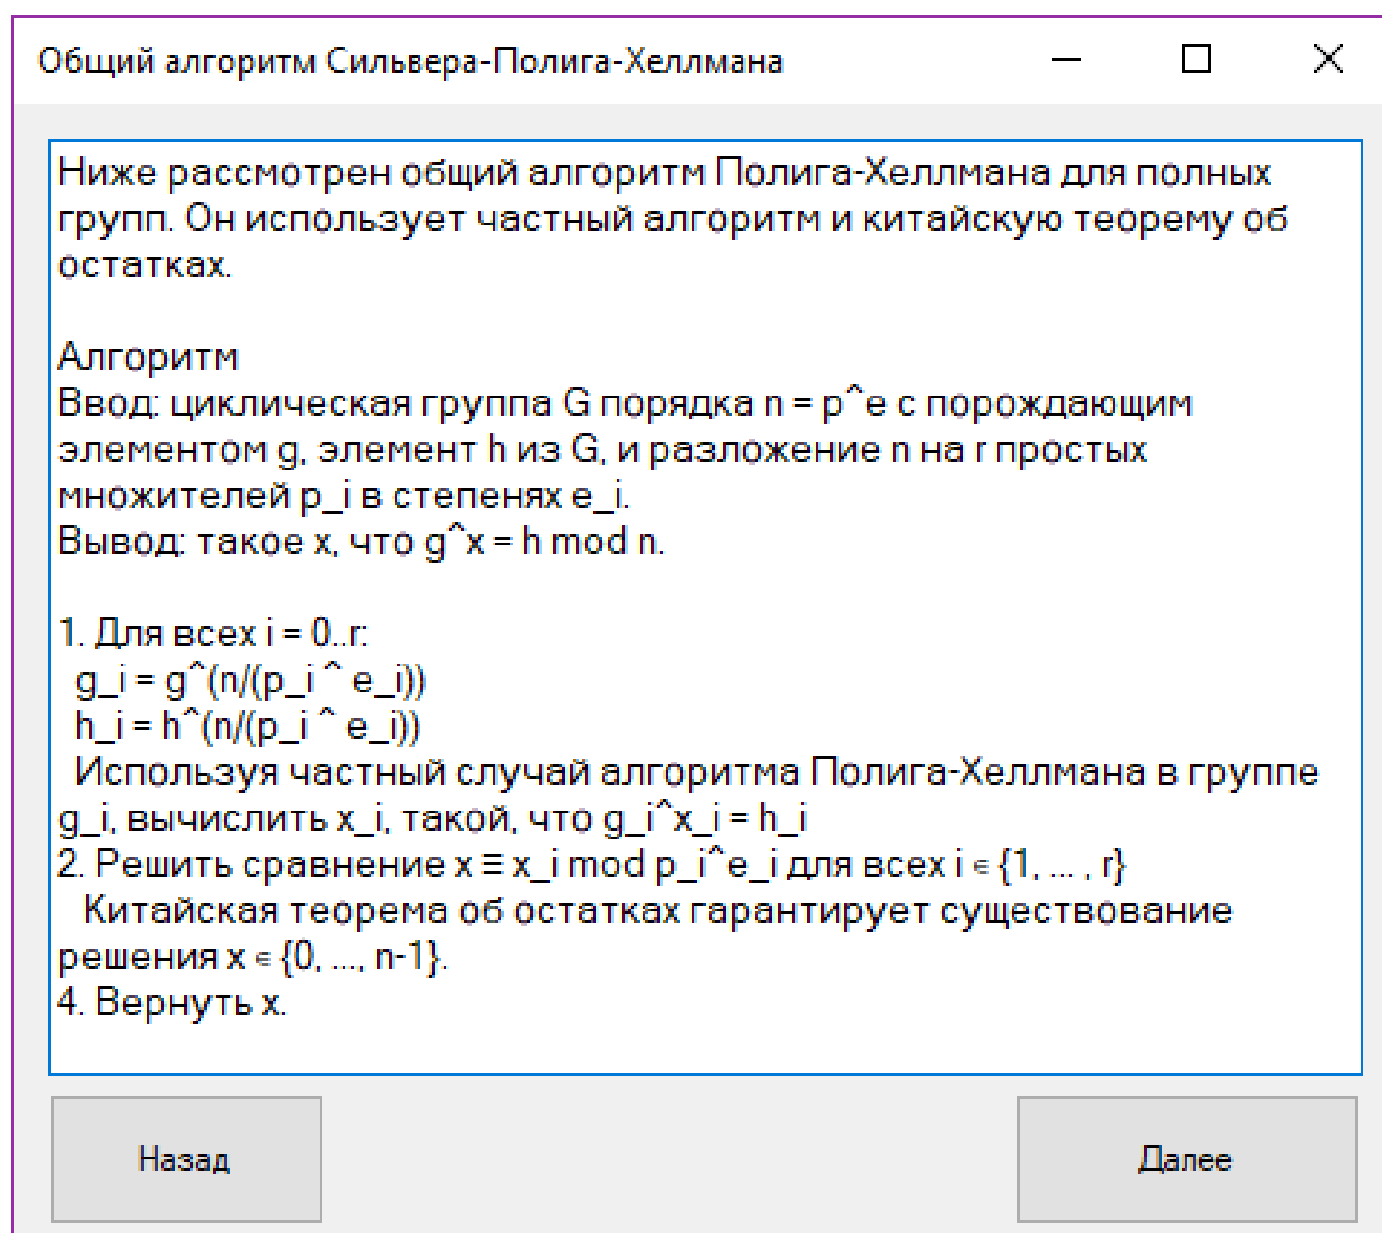 Общий алгоритм Сильвера-Полига-Хеллмана
Ниже рассмотрен общий алгоритм Полига-Хеллмана для полных
групп. Он использует частный алгоритм и китайскую теорему об
остатках.
Алгоритм
Ввод: циклическая группа G порядка n = p^e с порождающим
элементом g, элемент h из G, и разложение n на r простых
множителей p_i в степенях e_i.
Вывод: такое x, что g^x = h mod n.
1. Для всех i = 0..r:
g_i = g^(n/(p_i ^ e_i))
h_i = h^(n/(p_i ^ e_i))
Используя частный случай алгоритма Полига-Хеллмана в группе
g_i, вычислить x_i, такой, что g_i^x_i = h_i
2. Решить сравнение x ≡ x_i mod p_i^e_i для всех i ∈ {1, ... , r}
Китайская теорема об остатках гарантирует существование
решения x ∈ {0, ..., n-1}.
4. Вернуть x.
Назад
Далее